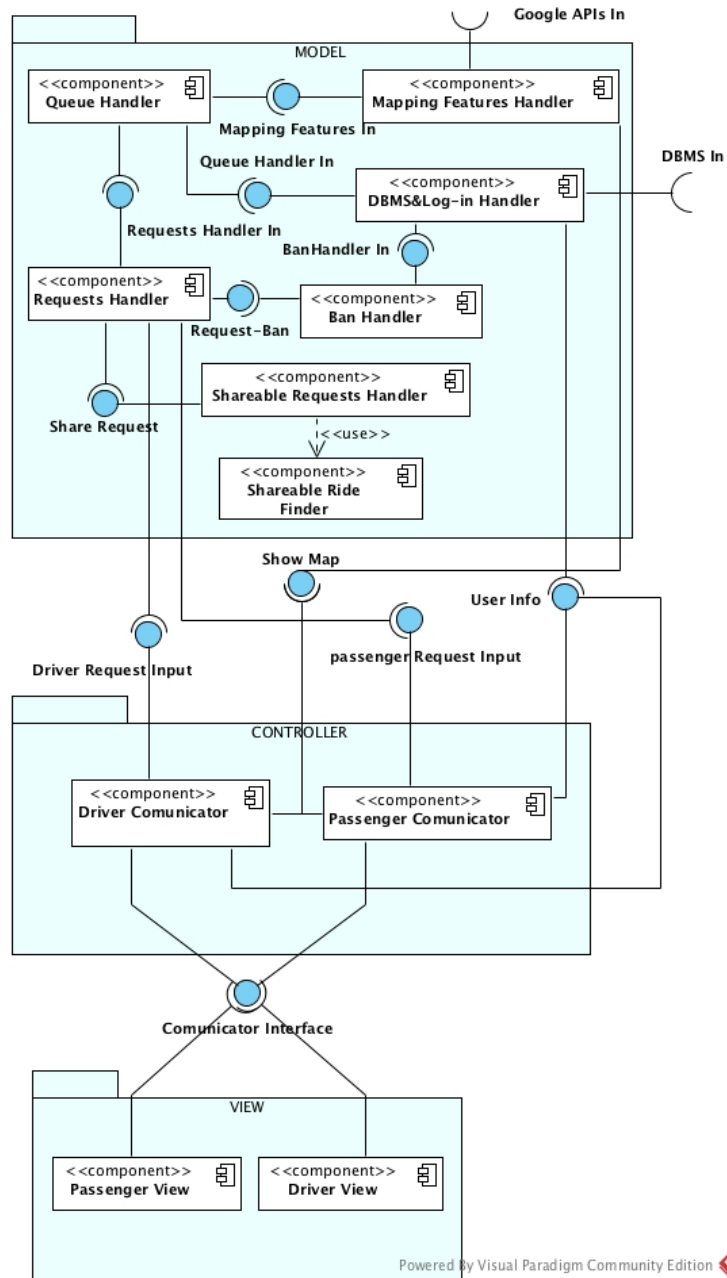 Google APIs In
MODEL
<<component>>
Queue Handler
<<component>>
Mapping Features Handler
Mapping Features In
Queue Handler In
DBMS In
<<component>>
DBMS&Log-in Handler
Requests Handler In
BanHandler In
<<component>>
Requests Handler
<<component>>
Ban Handler
Request-Ban
<<component>>
Shareable Requests Handler
Share Request
<<use>>
<<component>>
Shareable Ride
Finder
Show Map
User Info
Driver Request Input
passenger Request Input
CONTROLLER
<<component>>
Driver Comunicator
<<component>>
Passenger Comunicator
Comunicator Interface
VIEW
<<component>>
Passenger View
<<component>>
Driver View
Powered By Visual Paradigm Community Edition